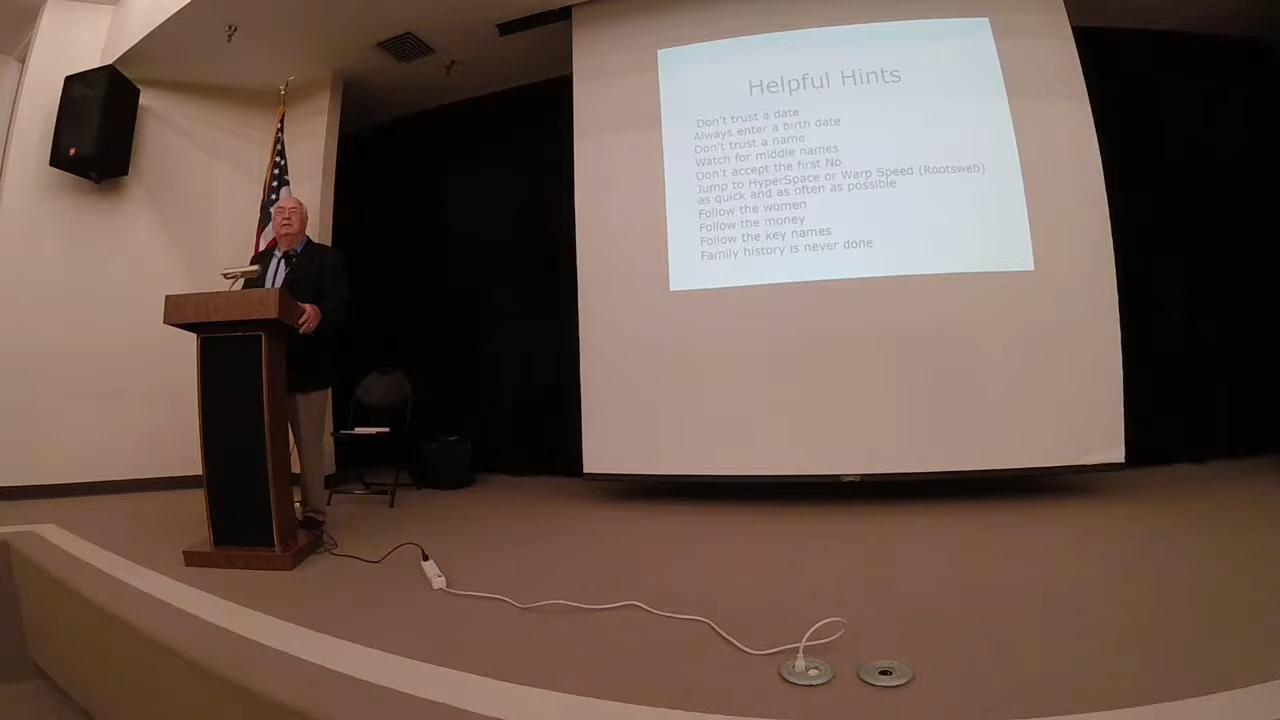 Helpful Hints
Don't trust a date
Always enter a birth date
Don't trust a name
Watch for middle names
Don't accept the first No
Jump to HyperSpace or Warp Speed (Rootsweb)
as quick and as often as possible
Follow the women
Follow the money
Follow the key names
Family history is never done